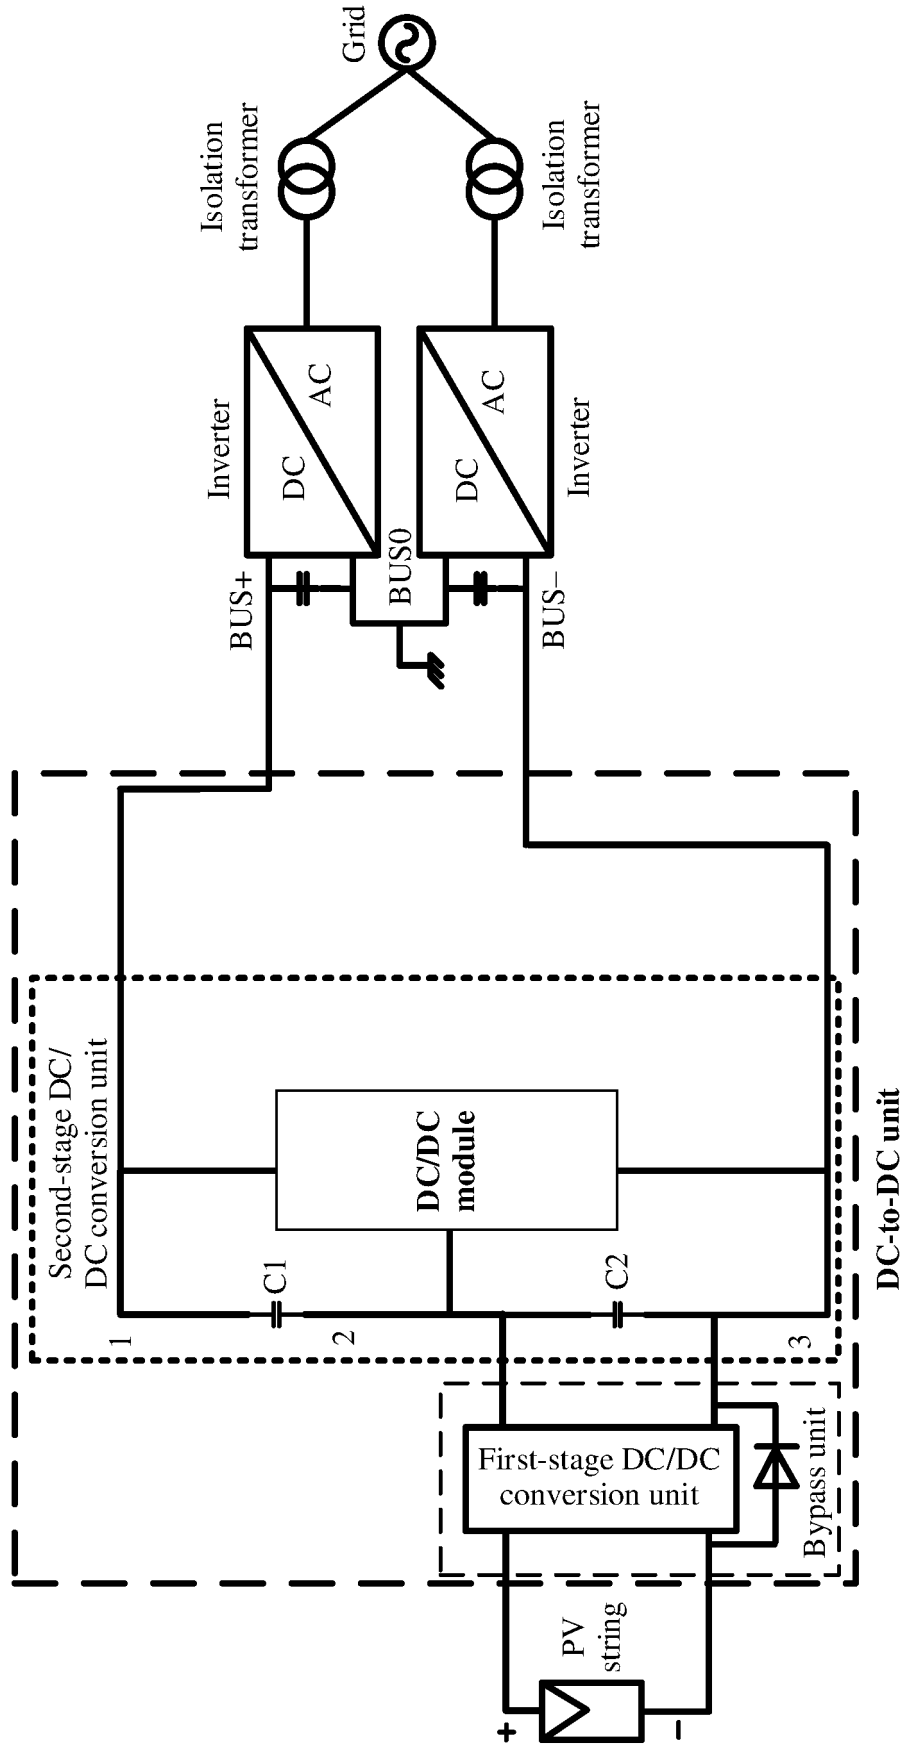 Grid
Isolation
transformer
Isolation
transformer
Inverter
DC
AC
DC
AC
Inverter
BUS+
BUS0
BUS–
Second-stage DC/
DC conversion unit
DC/DC
module
C1
C2
1
2
3
DC-to-DC unit
First-stage DC/DC
conversion unit
Bypass unit
PV
string
+
–